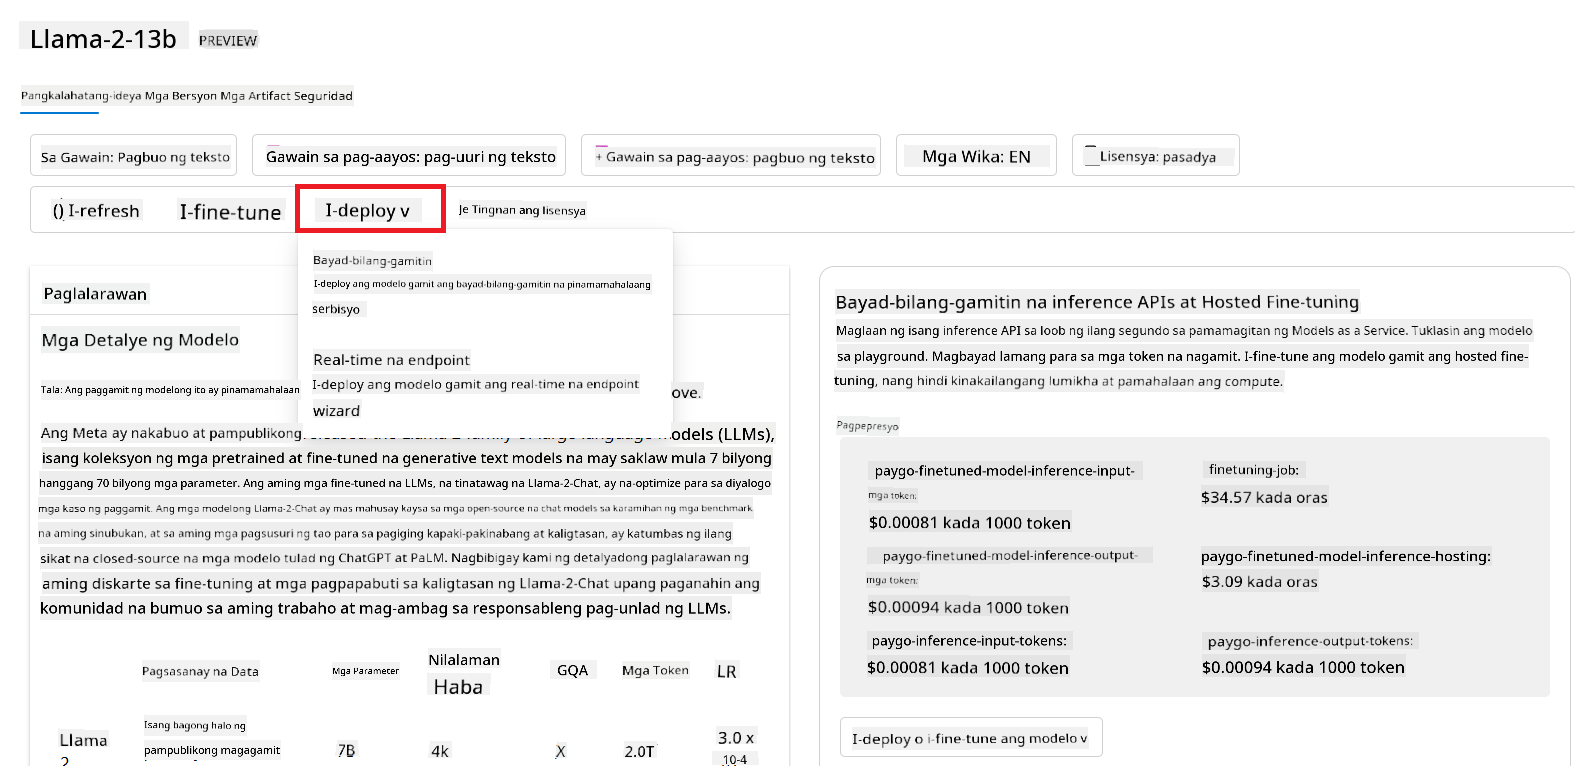 Llama-2-13b PREVIEW
Pangkalahatang-ideya Mga Bersyon Mga Artifact Seguridad
Sa Gawain: Pagbuo ng teksto
Gawain sa pag-aayos: pag-uuri ng teksto
+ Gawain sa pag-aayos: pagbuo ng teksto
Mga Wika: EN
Lisensya: pasadya
() I-refresh
I-fine-tune
I-deploy v
Je Tingnan ang lisensya
Bayad-bilang-gamitin
I-deploy ang modelo gamit ang bayad-bilang-gamitin na pinamamahalaang
serbisyo
Real-time na endpoint
I-deploy ang modelo gamit ang real-time na endpoint
wizard
Paglalarawan
Mga Detalye ng Modelo
Tala: Ang paggamit ng modelong ito ay pinamamahalaan ove.
Ang Meta ay nakabuo at pampublikong models (LLMs),
isang koleksyon ng mga pretrained at fine-tuned na generative text models na may saklaw mula 7 bilyong
hanggang 70 bilyong mga parameter. Ang aming mga fine-tuned na LLMs, na tinatawag na Llama-2-Chat, ay na-optimize para sa diyalogo
mga kaso ng paggamit. Ang mga modelong Llama-2-Chat ay mas mahusay kaysa sa mga open-source na chat models sa karamihan ng mga benchmark
na aming sinubukan, at sa aming mga pagsusuri ng tao para sa pagiging kapaki-pakinabang at kaligtasan, ay katumbas ng ilang
sikat na closed-source na mga modelo tulad ng ChatGPT at PaLM. Nagbibigay kami ng detalyadong paglalarawan ng
aming diskarte sa fine-tuning at mga pagpapabuti sa kaligtasan ng Llama-2-Chat upang paganahin ang
komunidad na bumuo sa aming trabaho at mag-ambag sa responsableng pag-unlad ng LLMs.
Pagsasanay na Data
Mga Parameter
Nilalaman
Haba
GQA
Mga Token
LR
Llama
2
Isang bagong halo ng
pampublikong magagamit
7B
4k
X
2.0T
3.0 x
10-4
Bayad-bilang-gamitin na inference APIs at Hosted Fine-tuning
Maglaan ng isang inference API sa loob ng ilang segundo sa pamamagitan ng Models as a Service. Tuklasin ang modelo
sa playground. Magbayad lamang para sa mga token na nagamit. I-fine-tune ang modelo gamit ang hosted fine-
tuning, nang hindi kinakailangang lumikha at pamahalaan ang compute.
Pagpepresyo
paygo-finetuned-model-inference-input-
mga token:
$0.00081 kada 1000 token
finetuning-job:
$34.57 kada oras
paygo-finetuned-model-inference-output-
mga token:
$0.00094 kada 1000 token
paygo-finetuned-model-inference-hosting:
$3.09 kada oras
paygo-inference-input-tokens:
$0.00081 kada 1000 token
paygo-inference-output-tokens:
$0.00094 kada 1000 token
I-deploy o i-fine-tune ang modelo v